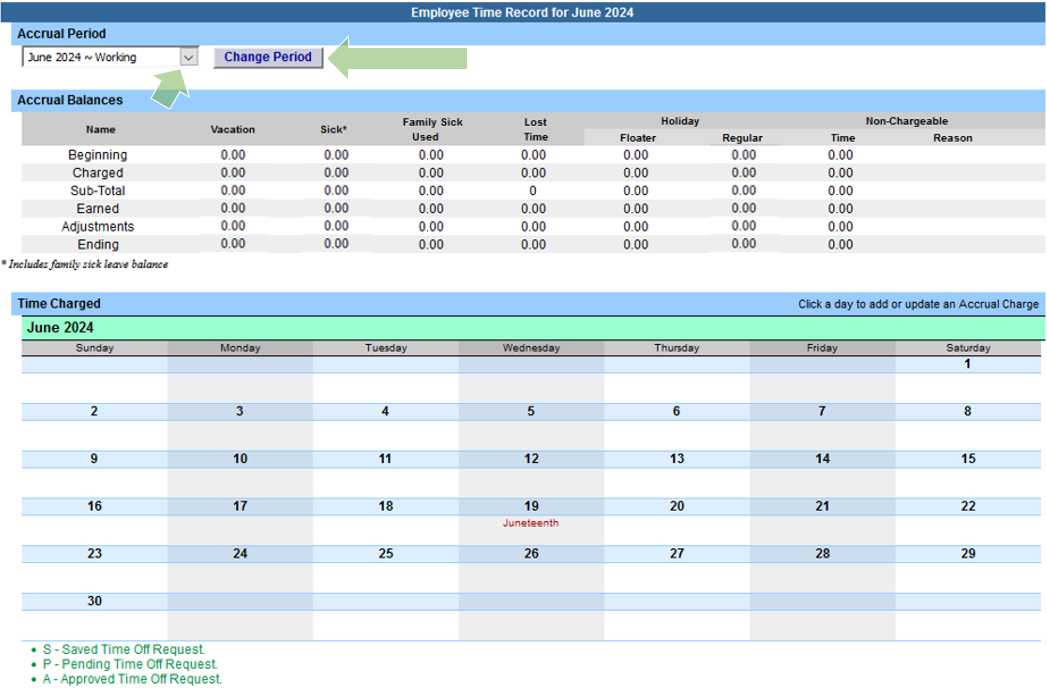 Employee Time Record for June 2024
Accrual Period
June 2024 ~ Working
Change Period
Accrual Balances
Name Vacation Sick* Family Sick Used Lost Time Holiday Non-Chargeable
Floater Regular Time Reason
Beginning 0.00 0.00 0.00 0.00 0.00 0.00 0.00
Charged 0.00 0.00 0.00 0.00 0.00 0.00 0.00
Sub-Total 0.00 0.00 0.00 0 0.00 0.00 0.00
Earned 0.00 0.00 0.00 0.00 0.00 0.00 0.00
Adjustments 0.00 0.00 0.00 0.00 0.00 0.00 0.00
Ending 0.00 0.00 0.00 0.00 0.00 0.00 0.00
* Includes family sick leave balance
Time Charged Click a day to add or update an Accrual Charge
June 2024
Sunday Monday Tuesday Wednesday Thursday Friday Saturday
1
2 3 4 5 6 7 8
9 10 11 12 13 14 15
16 17 18 19 20 21 22
Juneteenth
23 24 25 26 27 28 29
30
• S - Saved Time Off Request.
• P - Pending Time Off Request.
• A - Approved Time Off Request.